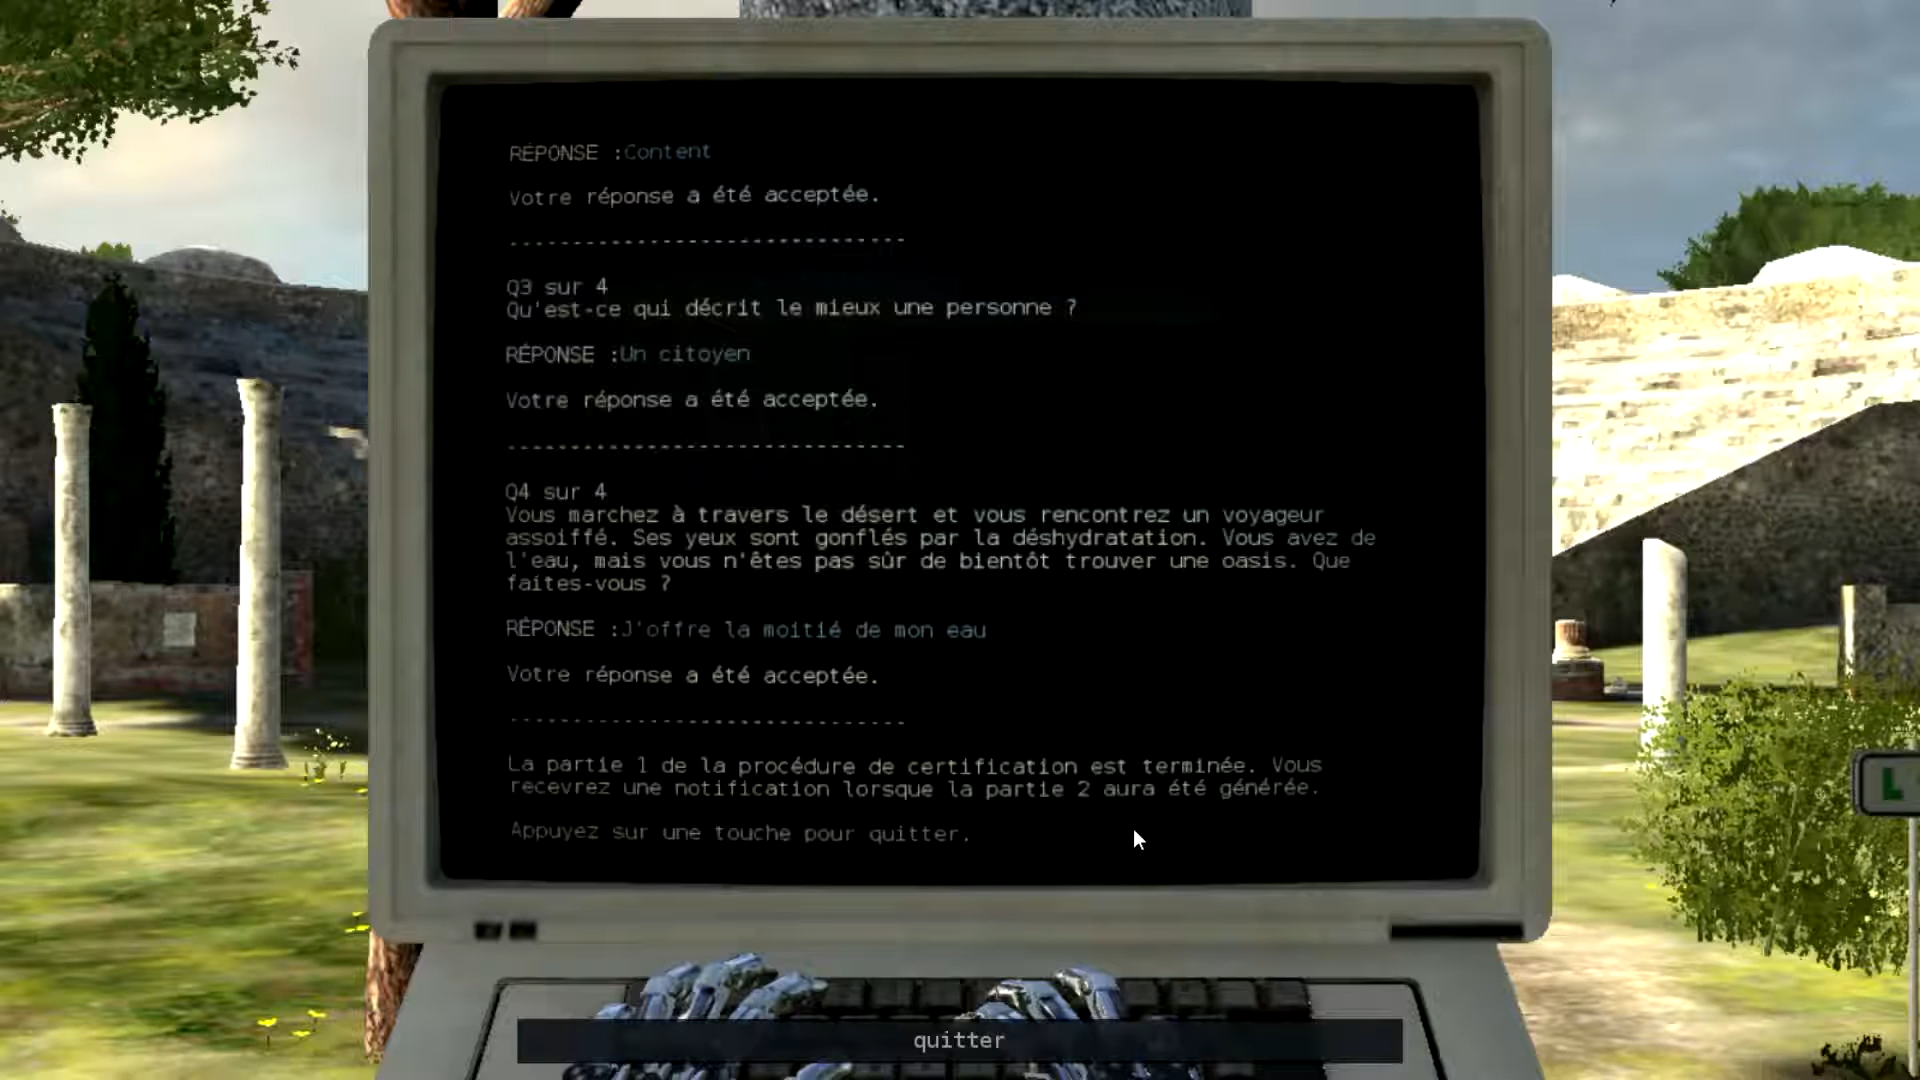 RÉPONSE :Content
Votre réponse a été acceptée.
-------------------------------
Q3 sur 4
Qu'est-ce qui décrit le mieux une personne ?
RÉPONSE :Un citoyen
Votre réponse a été acceptée.
-------------------------------
Q4 sur 4
Vous marchez à travers le désert et vous rencontrez un voyageur
assoiffé. Ses yeux sont gonflés par la déshydratation. Vous avez de
l'eau, mais vous n'êtes pas sûr de bientôt trouver une oasis. Que
faites-vous ?
RÉPONSE :J'offre la moitié de mon eau
Votre réponse a été acceptée.
-------------------------------
La partie 1 de la procédure de certification est terminée. Vous
recevrez une notification lorsque la partie 2 aura été générée.
Appuyez sur une touche pour quitter.
quitter